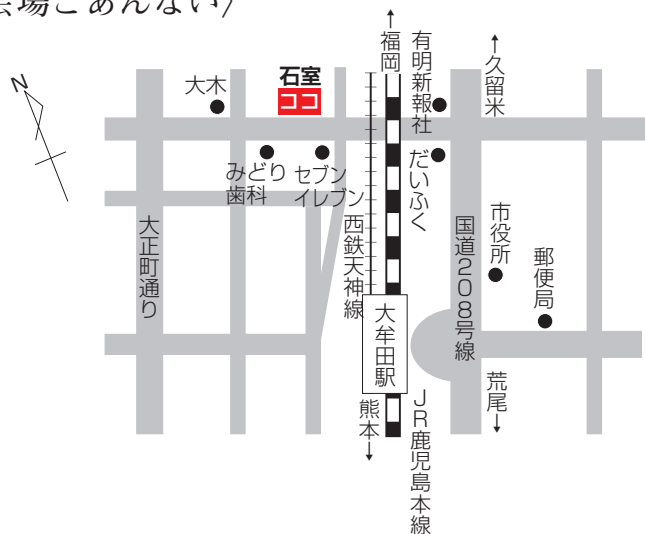 会場ごあんない/
N
大木
石室
ココ
↑福岡
有明新報社
↑久留米
みどり
歯科
セブン
イレブン
だいふく
大正町通り
西鉄天神線
国道208号線
市役所
郵便局
大牟田駅
熊本↓
JR鹿児島本線
荒尾↓